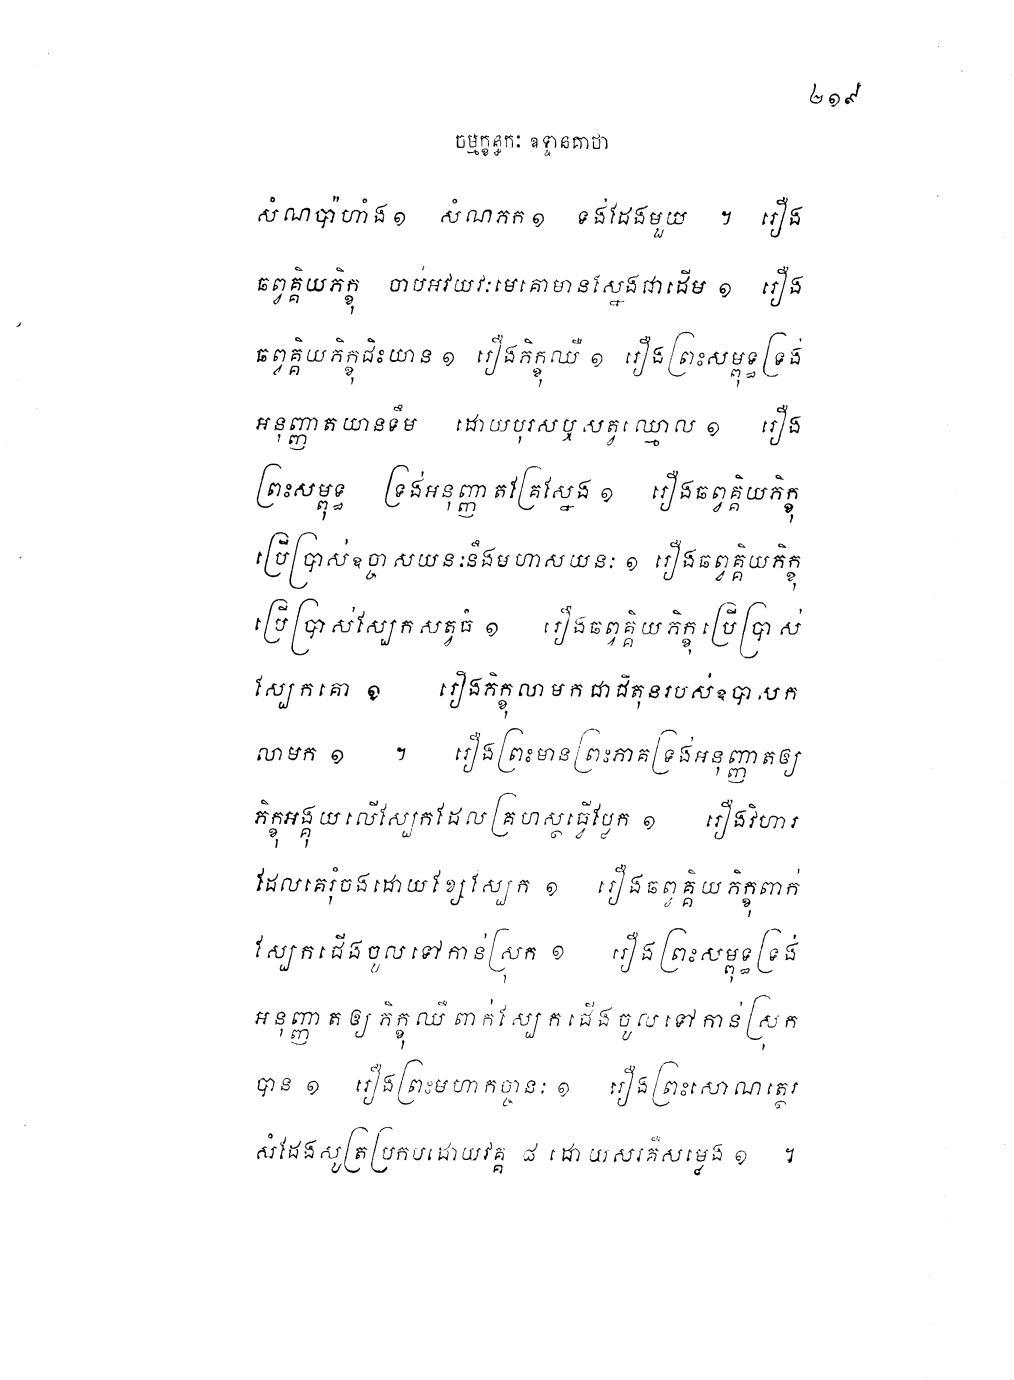 ២១៩
ចម្មក្ខន្ធកៈ ឧទ្ទានគាថា
សំណប៉ាហាំង១ សំណភក១ ទង់ដែងមួយ ។ រឿង
ឆព្វគ្គិយភិក្ខុ ចាប់អវយវៈមេគោមានស្នែងជាដើម ១ រឿង
ឆព្វគ្គិយភិក្ខុជិះយាន ១ រឿងភិក្ខុឈឺ ១ រឿងព្រះសម្ពុទ្ធទ្រង់
អនុញ្ញាតយានទឹម ដោយបុរសឬសត្វឈ្មោល ១ រឿង
ព្រះសម្ពុទ្ធ ទ្រង់អនុញ្ញាតគ្រែស្នែង ១ រឿងឆព្វគ្គិយភិក្ខុ
ប្រើប្រាស់ឧច្ចាសយនៈនឹងមហាសយនៈ ១ រឿងឆព្វគ្គិយភិក្ខុ
ប្រើប្រាស់ស្បែកសត្វធំ ១ រឿងឆព្វគ្គិយភិក្ខុប្រើប្រាស់
ស្បែកគោ ១ រឿងភិក្ខុលាមកជាជីតុនរបស់ឧបាសក
លាមក ១ ។ រឿងព្រះមានព្រះភាគទ្រង់អនុញ្ញាតឲ្យ
ភិក្ខុអង្គុយលើស្បែកដែលគ្រហស្ថធ្វើប្លែក ១ រឿងវិហារ
ដែលគេរុំចងដោយខ្សែស្បែក ១ រឿងឆព្វគ្គិយភិក្ខុពាក់
ស្បែកជើងចូលទៅកាន់ស្រុក ១ រឿងព្រះសម្ពុទ្ធទ្រង់
អនុញ្ញាតឲ្យភិក្ខុឈឺពាក់ស្បែកជើងចូលទៅកាន់ស្រុក
បាន ១ រឿងព្រះមហាកច្ចានៈ ១ រឿងព្រះសោណត្ថេរ
សំដែងសូត្រប្រកបដោយវគ្គ ៨ ដោយសរភីសម្លេង ១ ។